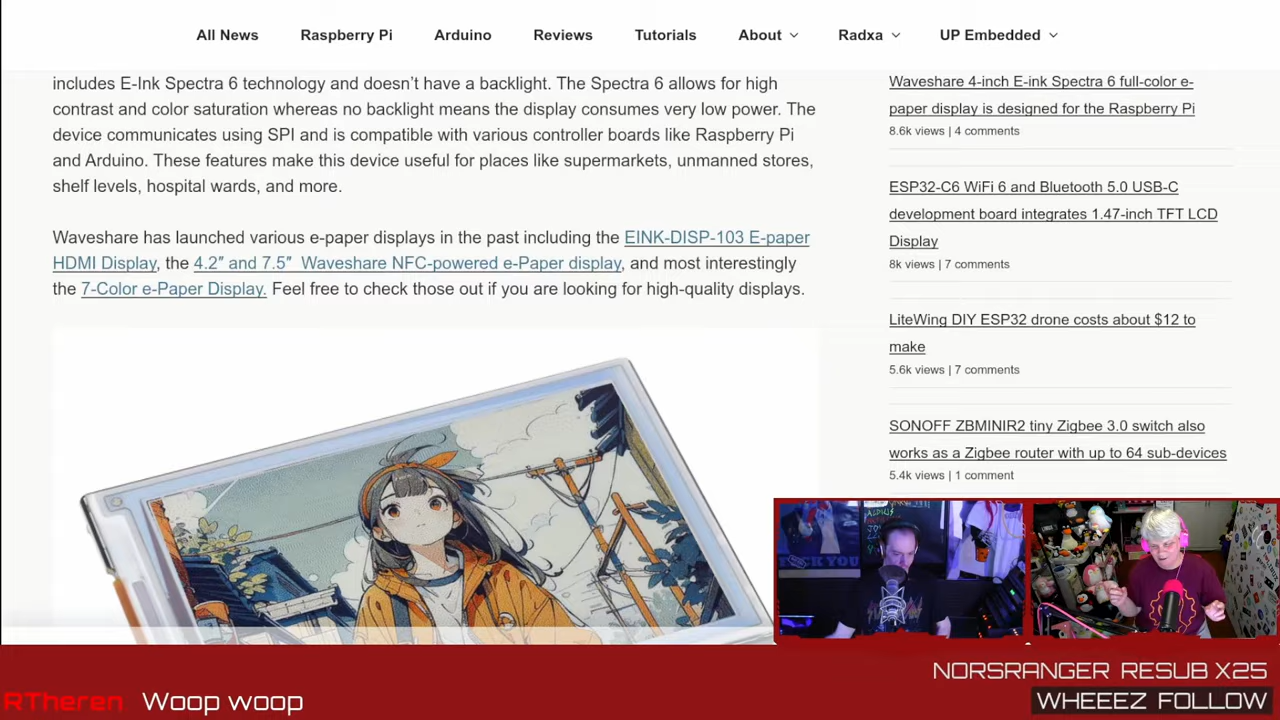 All News
Raspberry Pi
Arduino
Reviews
Tutorials
About
Radxa
UP Embedded
includes E-Ink Spectra 6 technology and doesn’t have a backlight. The Spectra 6 allows for high
contrast and color saturation whereas no backlight means the display consumes very low power. The
device communicates using SPI and is compatible with various controller boards like Raspberry Pi
and Arduino. These features make this device useful for places like supermarkets, unmanned stores,
shelf levels, hospital wards, and more.
Waveshare has launched various e-paper displays in the past including the EINK-DISP-103 E-paper
HDMI Display, the 4.2″ and 7.5″ Waveshare NFC-powered e-Paper display, and most interestingly
the 7-Color e-Paper Display. Feel free to check those out if you are looking for high-quality displays.
Waveshare 4-inch E-ink Spectra 6 full-color e-
paper display is designed for the Raspberry Pi
8.6k views | 4 comments
ESP32-C6 WiFi 6 and Bluetooth 5.0 USB-C
development board integrates 1.47-inch TFT LCD
Display
8k views | 7 comments
LiteWing DIY ESP32 drone costs about $12 to
make
5.6k views | 7 comments
SONOFF ZBMINIR2 tiny Zigbee 3.0 switch also
works as a Zigbee router with up to 64 sub-devices
5.4k views | 1 comment
NORSRANGER RESUB X25
RTheren Woop woop
WHEEEZ FOLLOW